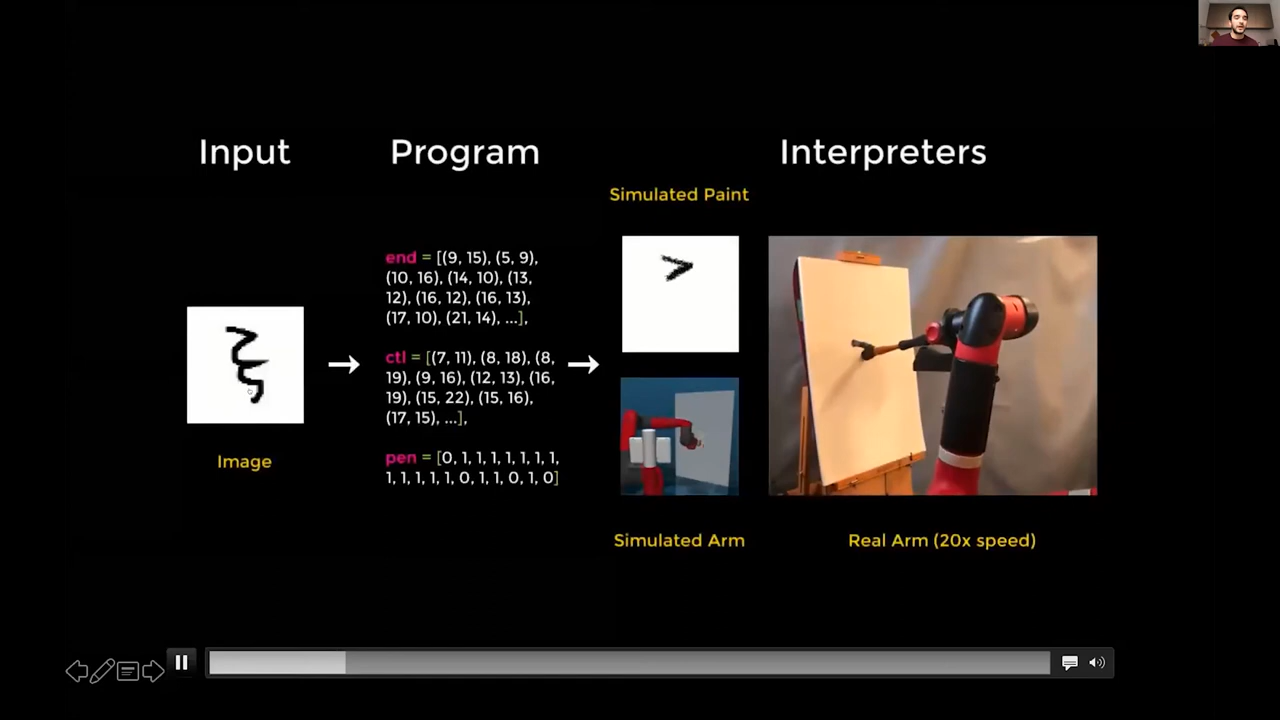 Input
Program
Interpreters
Simulated Paint
end = [(9, 15), (5, 9),
(10, 16), (14, 10), (13,
12), (16, 12), (16, 13),
(17, 10), (21, 14), ...],
ctl = [(7, 11), (8, 18), (8,
19), (9, 16), (12, 13), (16,
19), (15, 22), (15, 16),
(17, 15), ...],
pen = [0, 1, 1, 1, 1, 1, 1, 1,
1, 1, 1, 1, 1, 0, 1, 1, 0, 1, 0]
Image
Simulated Arm
Real Arm (20x speed)